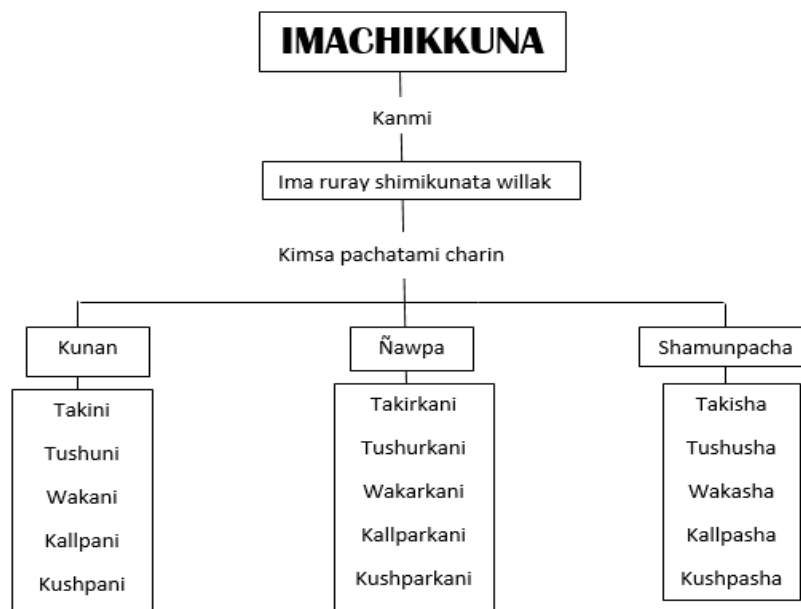 IMACHIKKUNA
Kanmi
Ima ruray shimikunata willak
Kimsa pachatami charin
Kunan
Takini
Tushuni
Wakani
Kallpani
Kushpani
Ñawpa
Takirkani
Tushurkani
Wakarkani
Kallparkani
Kushparkani
Shamunpacha
Takisha
Tushusha
Wakasha
Kallpasha
Kushpasha